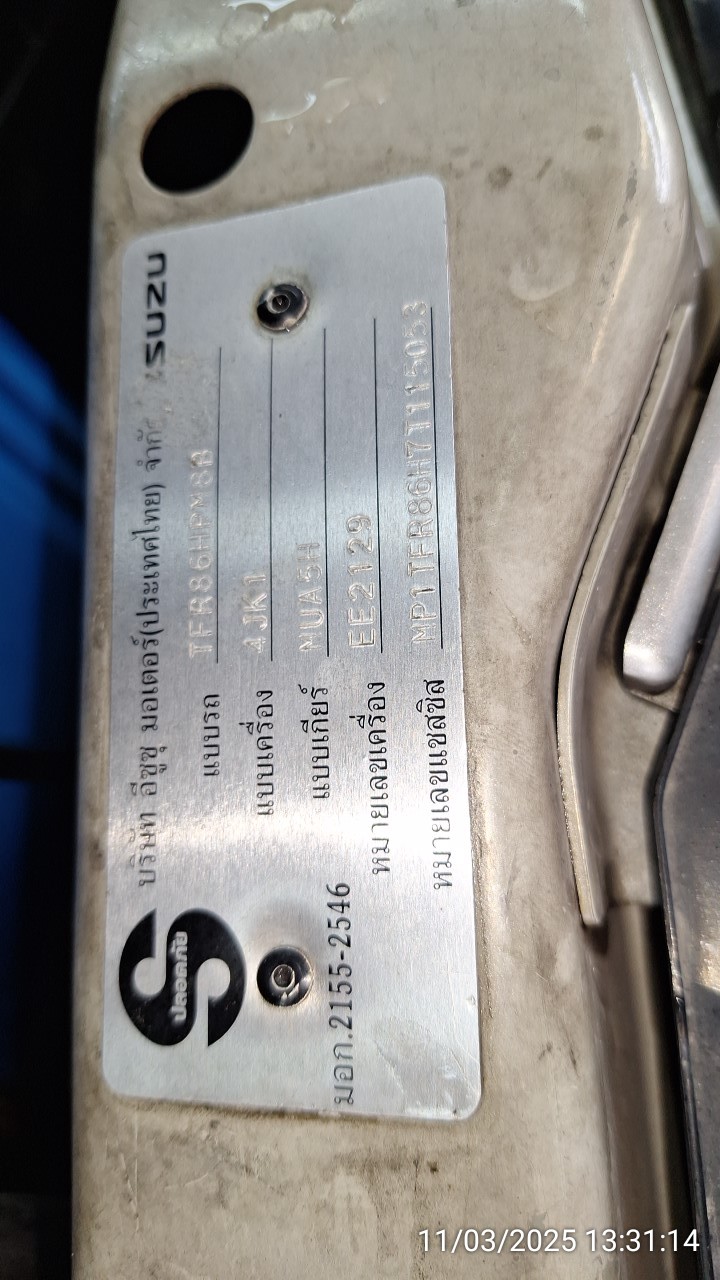 บริษัท อีซูซุ มอเตอร์(ประเทศไทย) จำกัด ISUZU
แบบรถ TFR86HPM8B
แบบเครื่อง 4JK1
แบบเกียร์ MUA5H
หมายเลขเครื่อง EE2129
หมายเลขแชสซิส MP1TFR86H7T115053
ปลอดภัย
มอก.2155-2546
11/03/2025 13:31:14